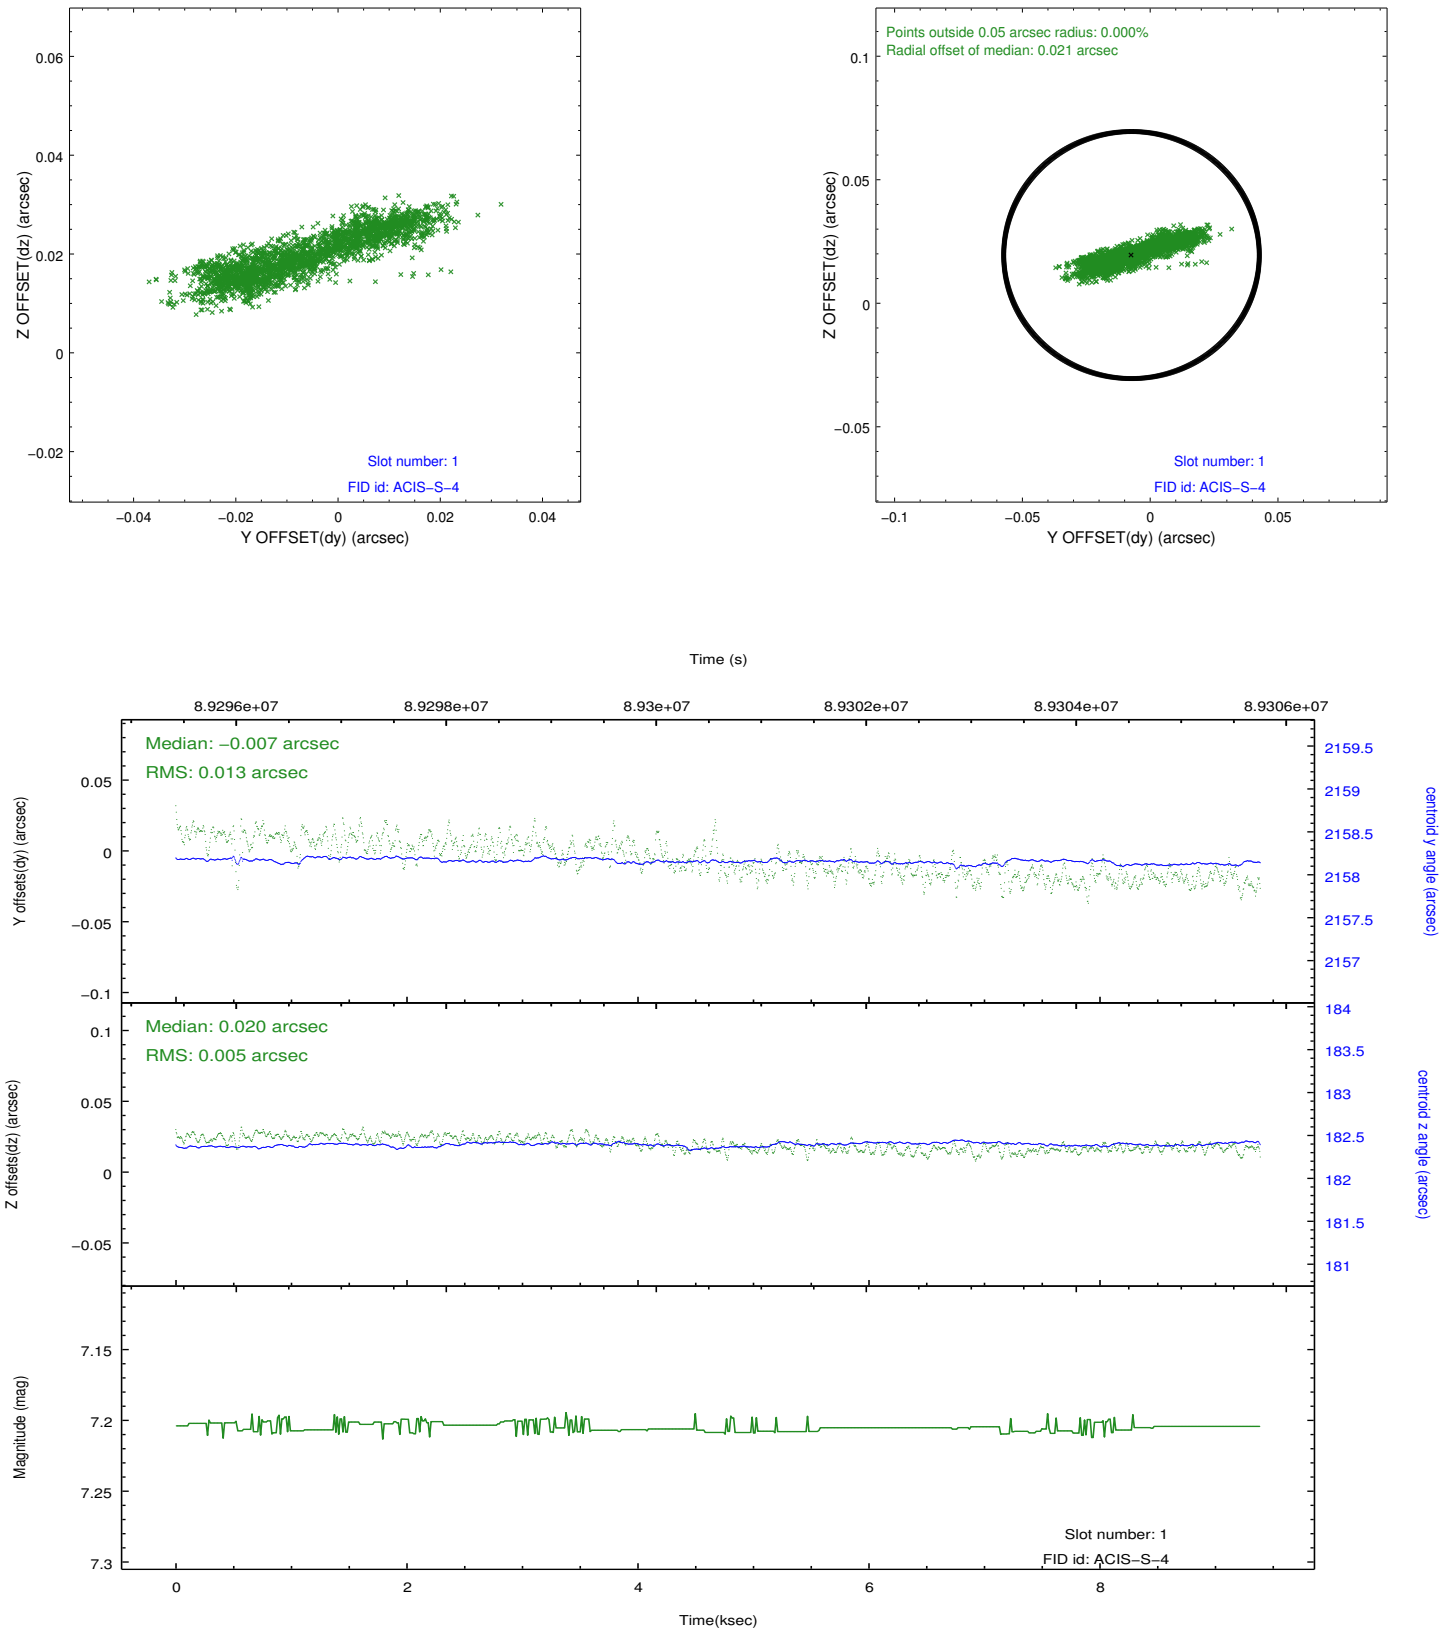 0.06
0.04
0.02
0
−0.02
Z OFFSET(dz) (arcsec)
Slot number: 1
FID id: ACIS−S−4
−0.04
−0.02
0
0.02
0.04
Y OFFSET(dy) (arcsec)
Points outside 0.05 arcsec radius: 0.000%
Radial offset of median: 0.021 arcsec
0.1
0.05
0
−0.05
Z OFFSET(dz) (arcsec)
Slot number: 1
FID id: ACIS−S−4
−0.1
−0.05
0
0.05
Y OFFSET(dy) (arcsec)
Time (s)
8.9296e+07
8.9298e+07
8.93e+07
8.9302e+07
8.9304e+07
8.9306e+07
Median: −0.007 arcsec
RMS: 0.013 arcsec
0.05
0
−0.05
−0.1
Y offsets(dy) (arcsec)
2159.5
2159
2158.5
2158
2157.5
2157
centroid y angle (arcsec)
Median: 0.020 arcsec
RMS: 0.005 arcsec
0.1
0.05
0
−0.05
Z offsets(dz) (arcsec)
184
183.5
183
182.5
182
181.5
181
centroid z angle (arcsec)
7.15
7.2
7.25
7.3
Magnitude (mag)
Slot number: 1
FID id: ACIS−S−4
0
2
4
6
8
Time(ksec)